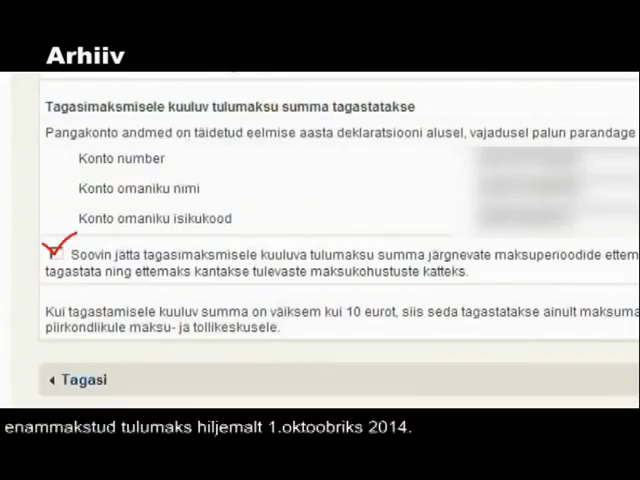 Arhiiv
Tagasimaksmisele kuuluv tulumaksu summa tagastatakse
Pangakonto andmed on täidetud eelmise aasta deklaratsiooni alusel, vajadusel palun parandage
Konto number
Konto omaniku nimi
Konto omaniku isikukood
Soovin jätta tagasimaksmisele kuuluva tulumaksu summa järgnevate maksuperioodide ettem
tagastata ning ettemaks kantakse tulevaste maksukohustuste katteks.
Kui tagastamisele kuuluv summa on väiksem kui 10 eurot, siis seda tagastatakse ainult maksuma
piirkondlikule maksu- ja tollikeskusele.
Tagasi
enammakstud tulumaks hiljemalt 1.oktoobriks 2014.